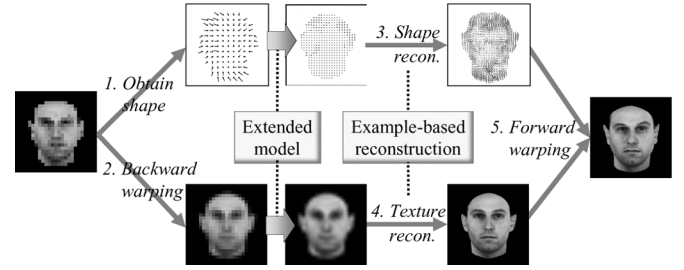 1. Obtain
shape
2. Backward
warping
Extended
model
3. Shape
recon.
Example-based
reconstruction
4. Texture
recon.
5. Forward
warping